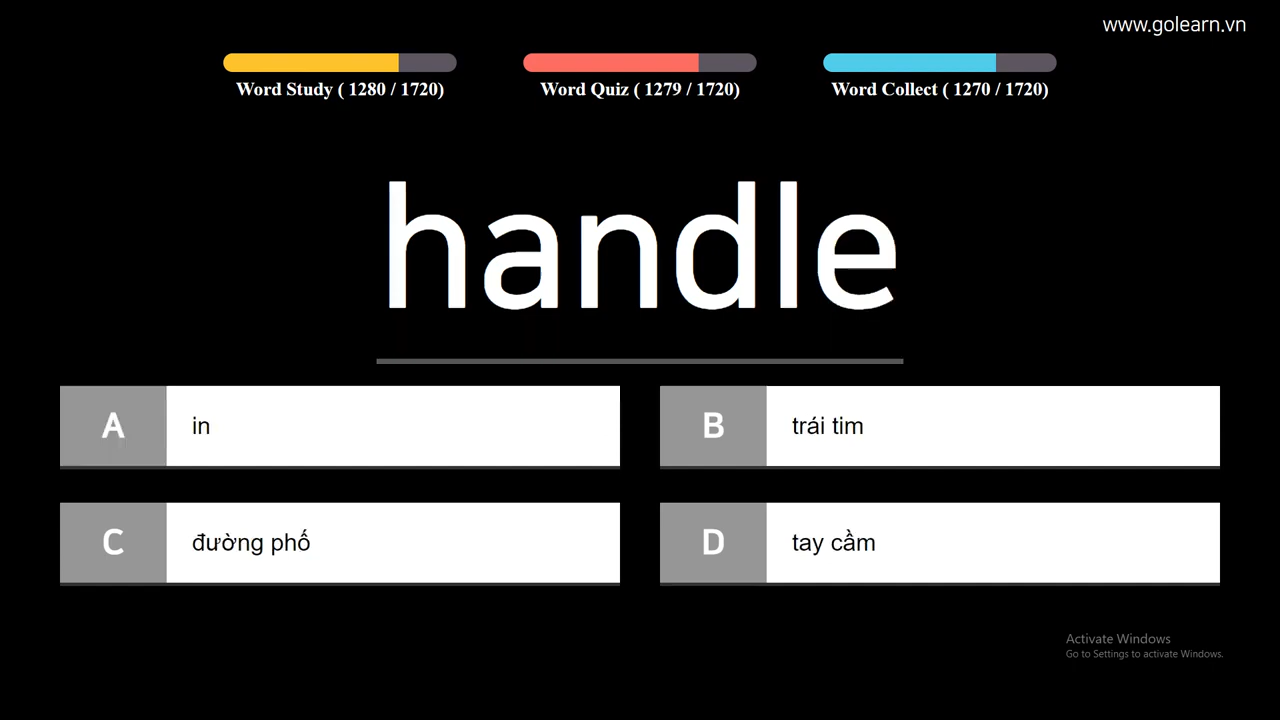 www.golearn.vn
Word Study ( 1280 / 1720)
Word Quiz ( 1279 / 1720)
Word Collect ( 1270 / 1720)
handle
A in
B trái tim
C đường phố
D tay cầm
Activate Windows
Go to Settings to activate Windows.